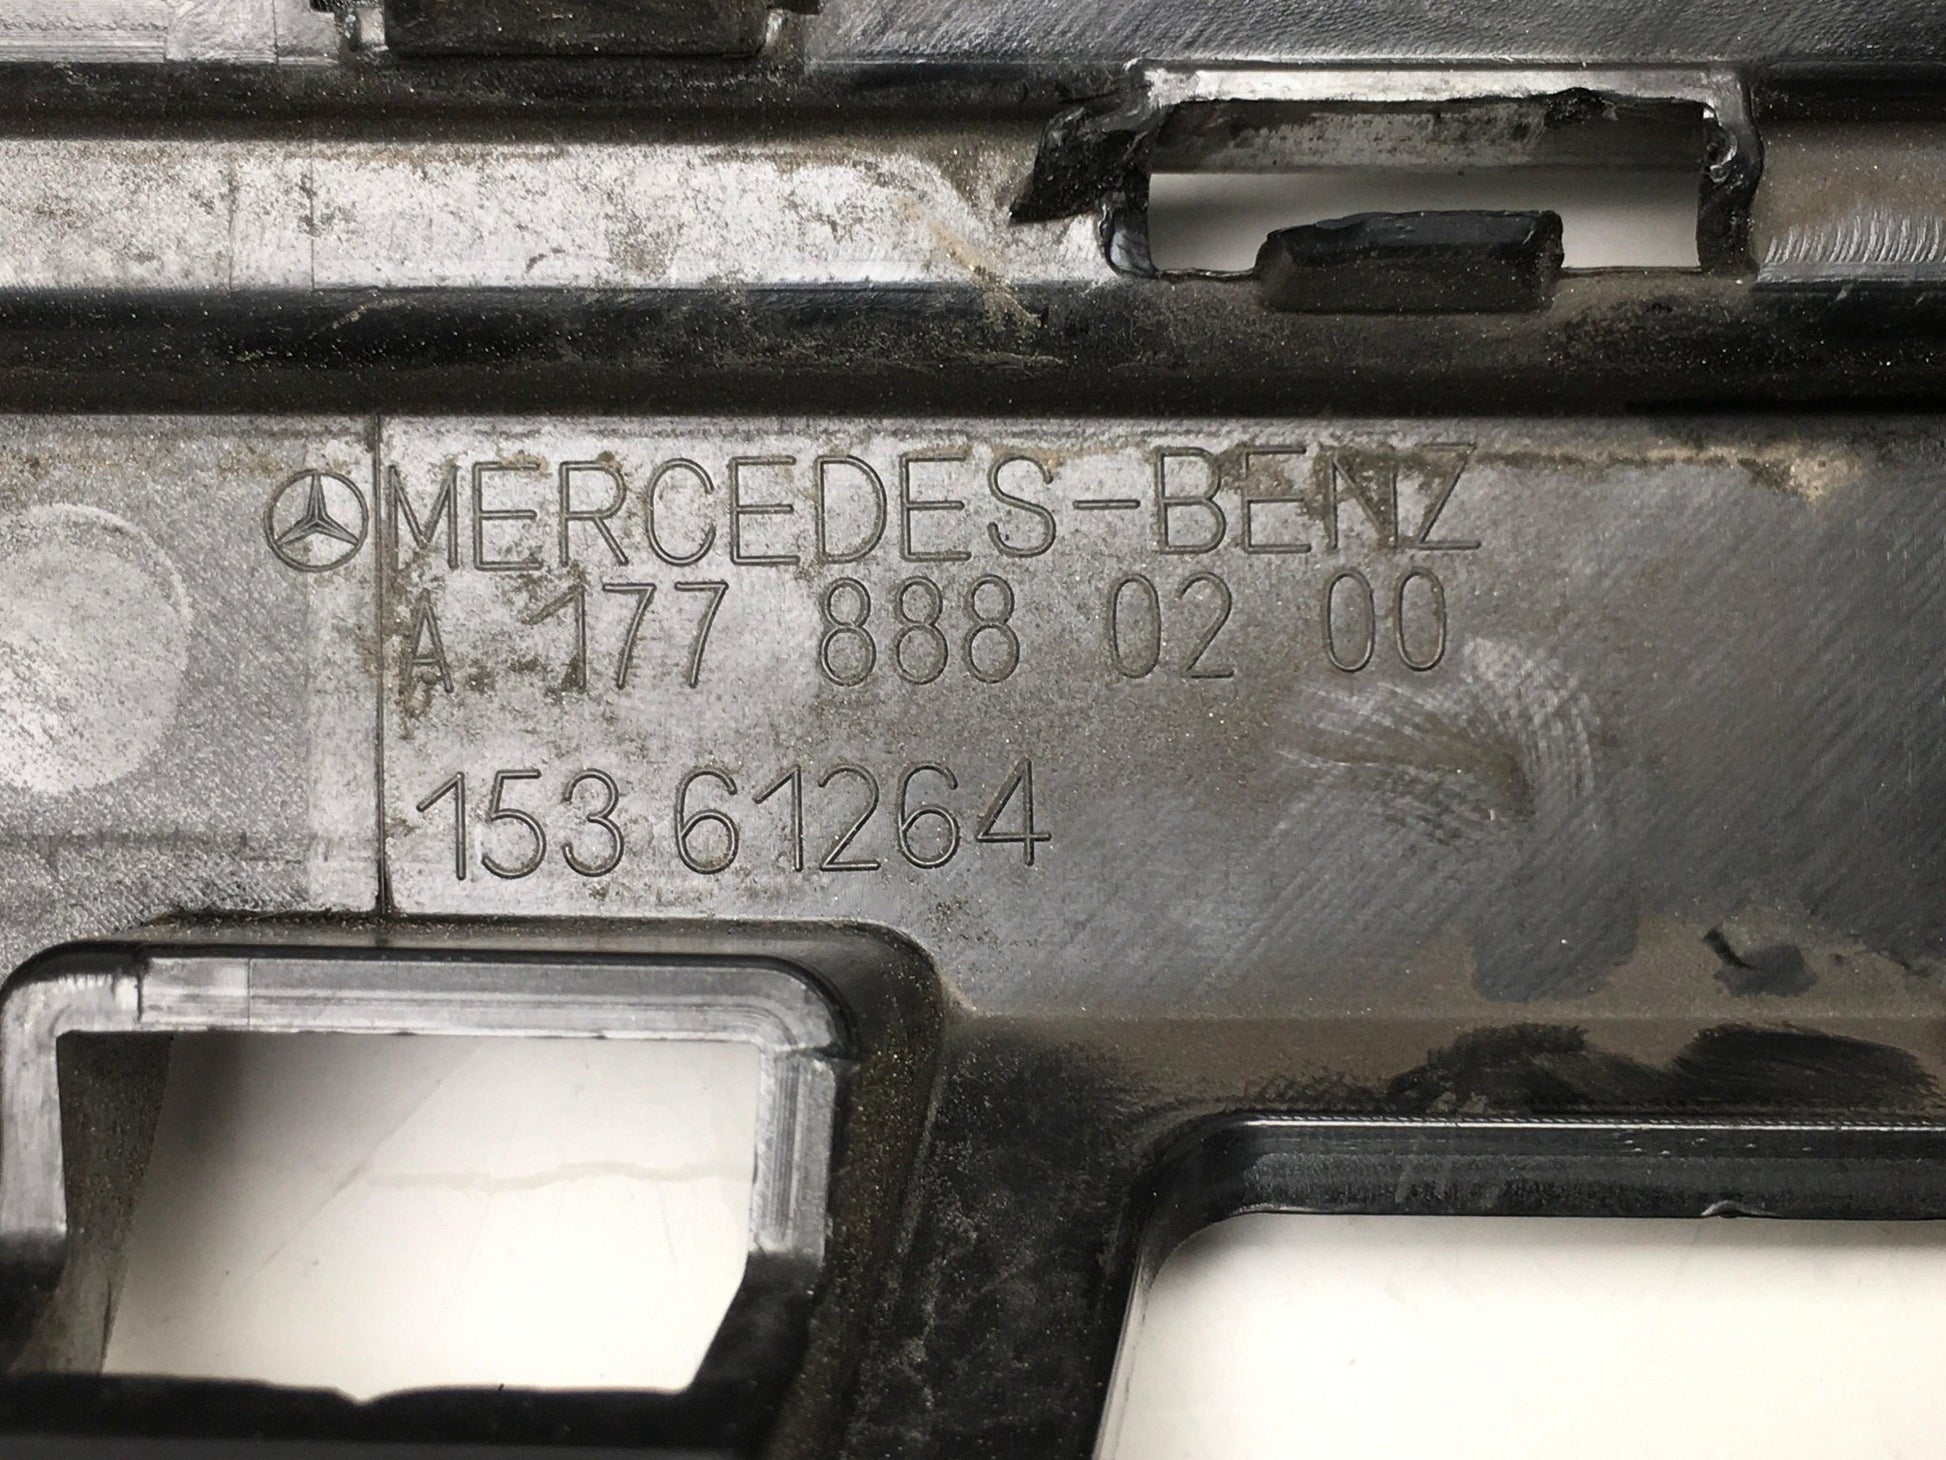 MERCEDES-BENZ
A 177 888 02 00
153 61264